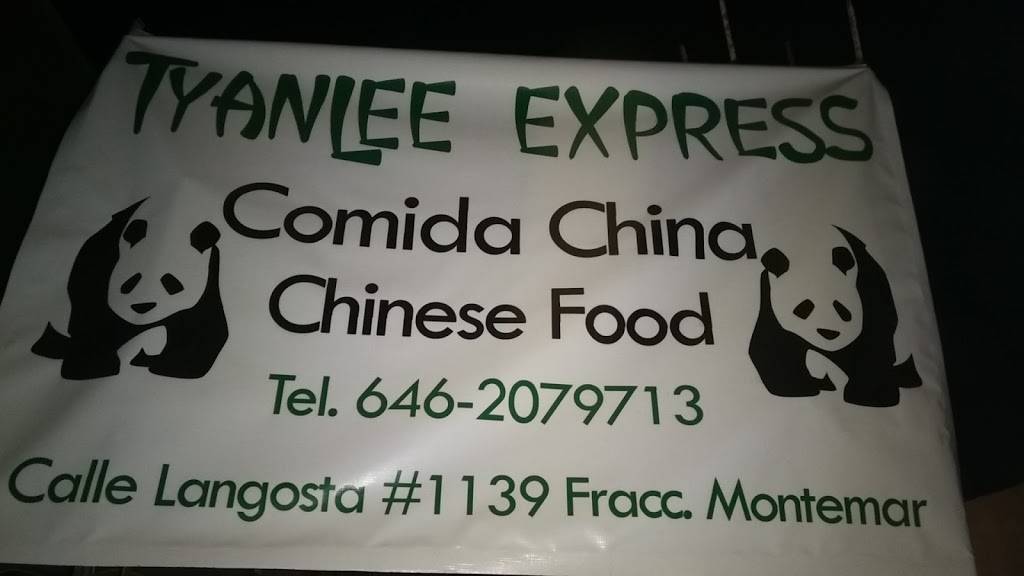 TYANLEE EXPRESS
Comida China
Chinese Food
Tel. 646-2079713
Calle Langosta #1139 Fracc. Montemar